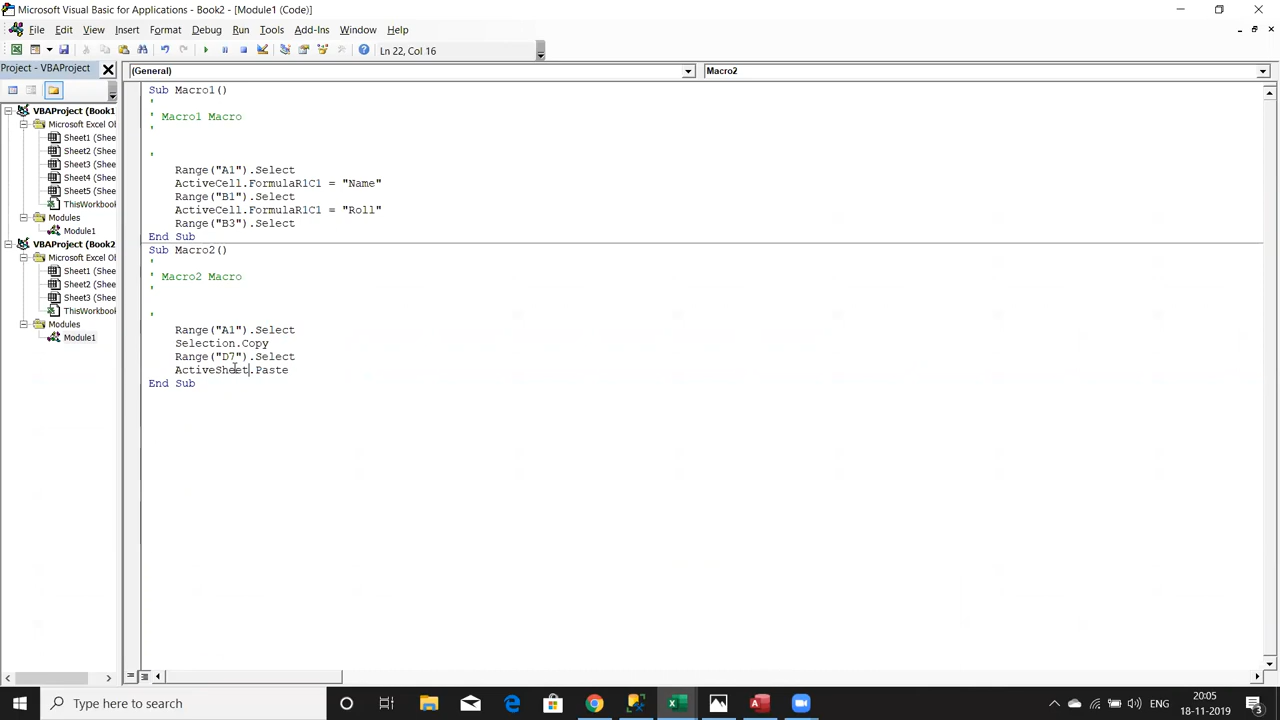 Microsoft Visual Basic for Applications - Book2 - [Module1 (Code)]
File Edit View Insert Format Debug Run Tools Add-Ins Window Help
Ln 22, Col 16
Project - VBAProject
(General)
Macro2
VBAProject (Book1
Microsoft Excel Ob
Sheet1 (Shee
Sheet2 (Shee
Sheet3 (Shee
Sheet4 (Shee
Sheet5 (Shee
ThisWorkbook
Modules
Module1
VBAProject (Book2
Microsoft Excel Ob
Sheet1 (Shee
Sheet2 (Shee
Sheet3 (Shee
ThisWorkbook
Modules
Module1
Sub Macro1()
'
' Macro1 Macro
'
'
Range("A1").Select
ActiveCell.FormulaR1C1 = "Name"
Range("B1").Select
ActiveCell.FormulaR1C1 = "Roll"
Range("B3").Select
End Sub
Sub Macro2()
'
' Macro2 Macro
'
'
Range("A1").Select
Selection.Copy
Range("D7").Select
ActiveSheet.Paste
End Sub
Type here to search
ENG
20:05
18-11-2019
3